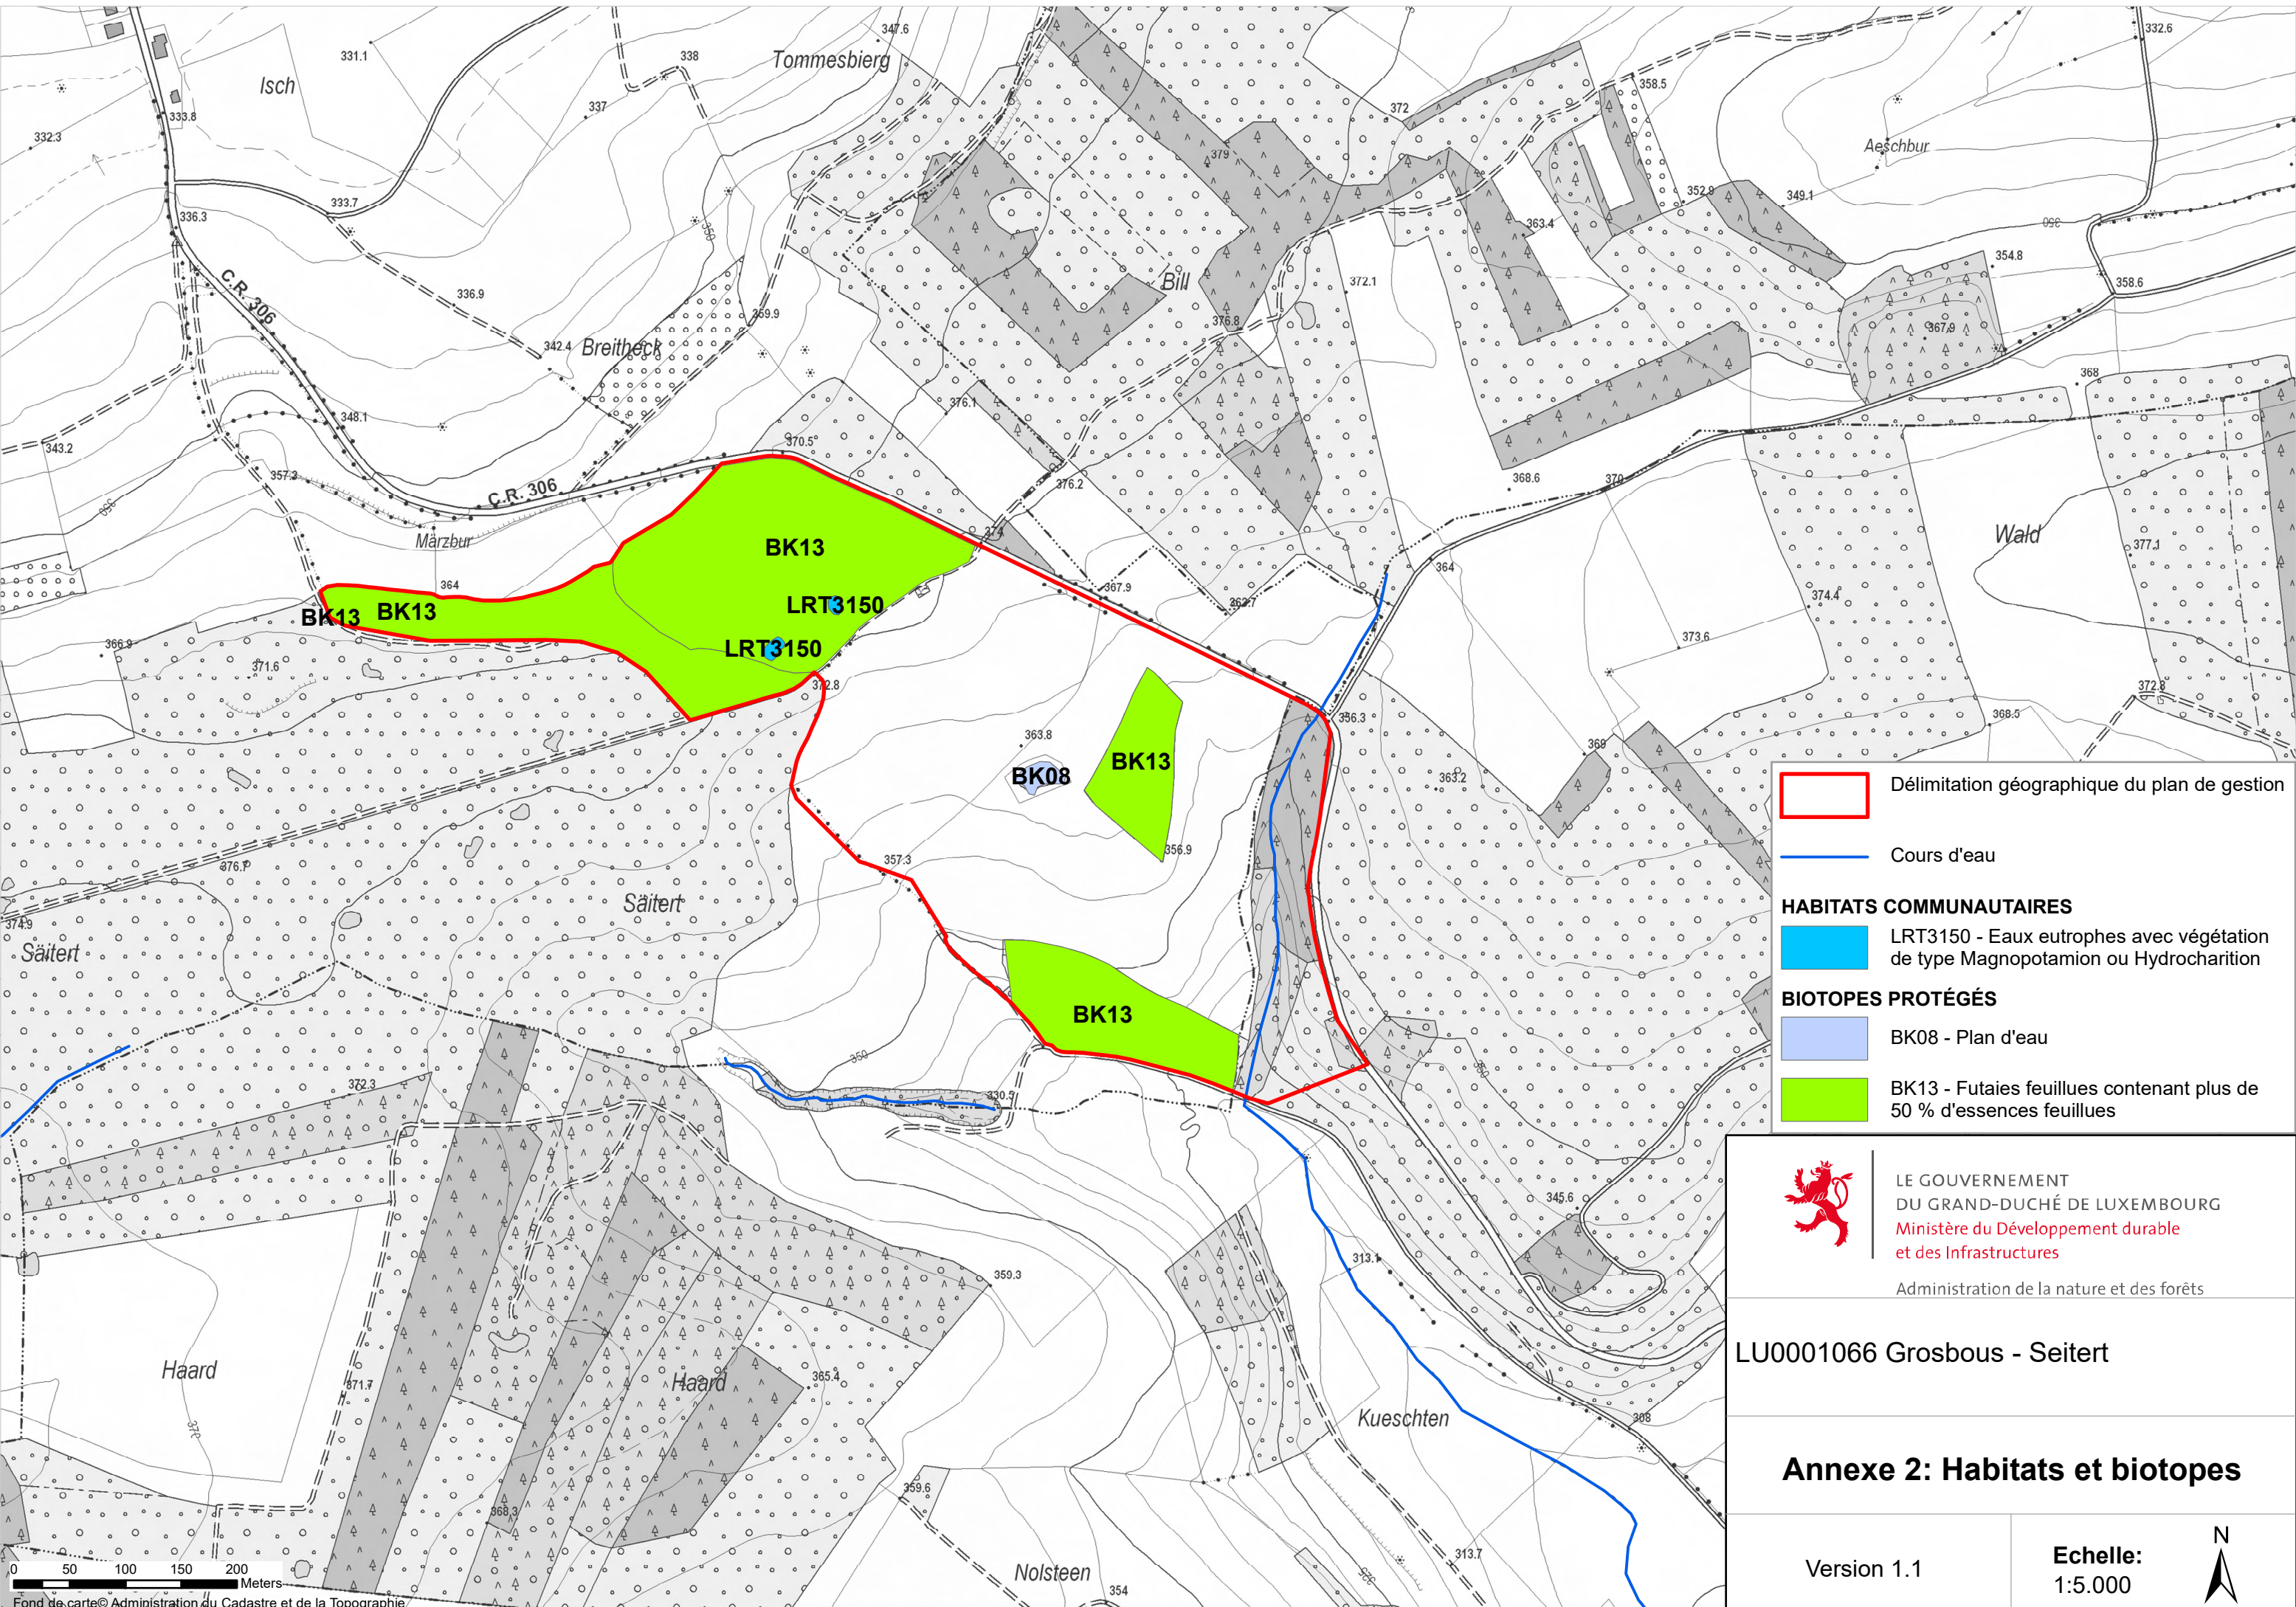 347.6
332.6
331.1
338
Tommesbierg
Isch
358.5
337
372
333.8
332.3
379
Aeschbur
352.9
349.1
333.7
336.3
363.4
350
350
354.8
C.R. 306
372.1
358.6
Bill
336.9
359.9
376.8
367.9
342.4
Breitheck
368
376.1
348.1
370.5
343.2
357.3
376.2
368.6
370
C.R. 306
350
374
Wald
Märzbur
377.1
BK13
364
364
367.9
363.7
374.4
BK13
BK13
LRT3150
373.6
366.9
LRT3150
371.6
372.8
372.8
368.5
356.3
363.8
369
BK13
BK08
363.2
Délimitation géographique du plan de gestion
356.9
357.3
Cours d'eau
376.7
Säitert
HABITATS COMMUNAUTAIRES
374.9
Säitert
LRT3150 - Eaux eutrophes avec végétation
de type Magnopotamion ou Hydrocharition
BIOTOPES PROTÉGÉS
BK13
BK08 - Plan d'eau
350
350
372.3
330.5
BK13 - Futaies feuillues contenant plus de
50 % d'essences feuillues
LE GOUVERNEMENT
DU GRAND-DUCHÉ DE LUXEMBOURG
345.6
Ministère du Développement durable
et des Infrastructures
313.1
359.3
Administration de la nature et des forêts
LU0001066 Grosbous - Seitert
Haard
371.7
Haard
365.4
370
Kueschten
308
Annexe 2: Habitats et biotopes
359.6
368.3
313.7
325
Nolsteen
354
Version 1.1
Echelle:
1:5.000
N
0 50 100 150 200
Meters
Fond de carte© Administration du Cadastre et de la Topographie